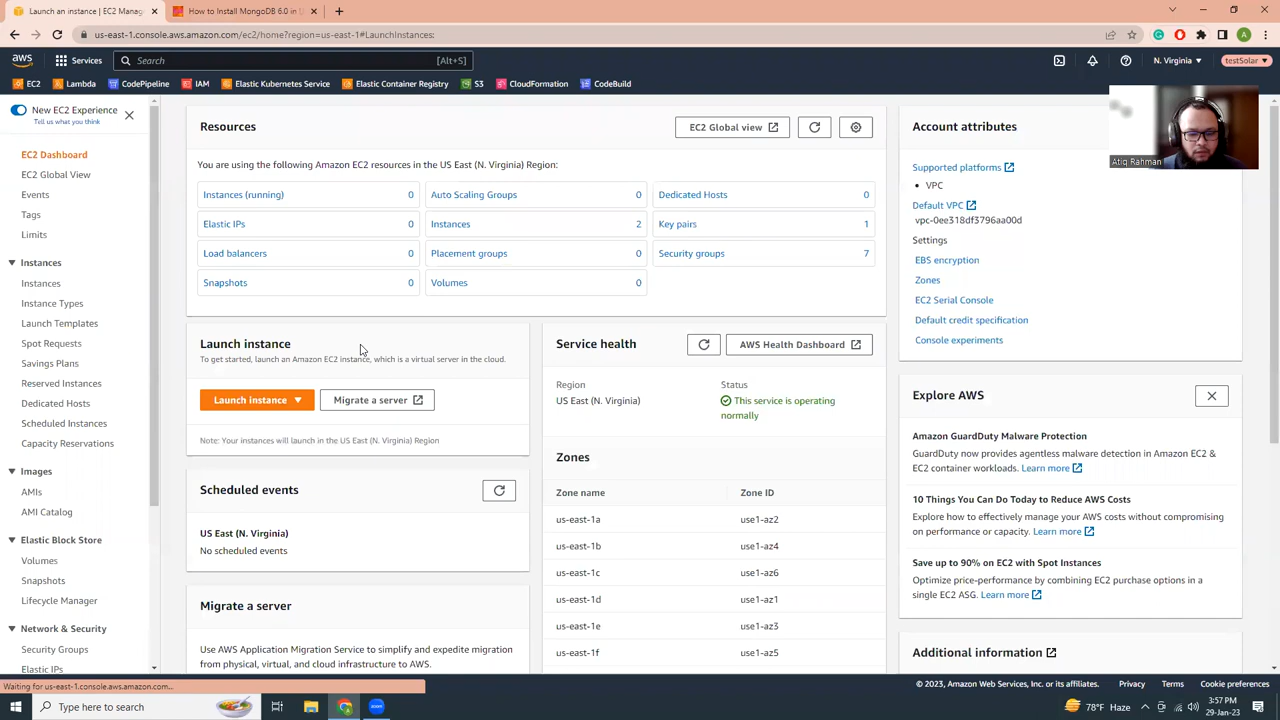 Launch an instance | EC2 Manag
How to Install MongoDB 6.0 in U
us-east-1.console.aws.amazon.com/ec2/home?region=us-east-1#LaunchInstances:
A
aws
Services
Search
[Alt+S]
N. Virginia
testSolar
EC2
Lambda
CodePipeline
IAM
Elastic Kubernetes Service
Elastic Container Registry
S3
CloudFormation
CodeBuild
New EC2 Experience
Tell us what you think
EC2 Dashboard
EC2 Global View
Events
Tags
Limits
Instances
Instances
Instance Types
Launch Templates
Spot Requests
Savings Plans
Reserved Instances
Dedicated Hosts
Scheduled Instances
Capacity Reservations
Images
AMIs
AMI Catalog
Elastic Block Store
Volumes
Snapshots
Lifecycle Manager
Network & Security
Security Groups
Elastic IPs
Resources
EC2 Global view
You are using the following Amazon EC2 resources in the US East (N. Virginia) Region:
Instances (running) 0
Auto Scaling Groups 0
Dedicated Hosts 0
Elastic IPs 0
Instances 2
Key pairs 1
Load balancers 0
Placement groups 0
Security groups 7
Snapshots 0
Volumes 0
Launch instance
To get started, launch an Amazon EC2 instance, which is a virtual server in the cloud.
Launch instance
Migrate a server
Note: Your instances will launch in the US East (N. Virginia) Region
Scheduled events
US East (N. Virginia)
No scheduled events
Migrate a server
Use AWS Application Migration Service to simplify and expedite migration
from physical, virtual, and cloud infrastructure to AWS.
Service health
AWS Health Dashboard
Region
US East (N. Virginia)
Status
This service is operating
normally
Zones
Zone name Zone ID
us-east-1a use1-az2
us-east-1b use1-az4
us-east-1c use1-az6
us-east-1d use1-az1
us-east-1e use1-az3
us-east-1f use1-az5
Account attributes
Supported platforms
VPC
Default VPC
vpc-0ee318df3796aa00d
Settings
EBS encryption
Zones
EC2 Serial Console
Default credit specification
Console experiments
Atiq Rahman
Explore AWS
Amazon GuardDuty Malware Protection
GuardDuty now provides agentless malware detection in Amazon EC2 &
EC2 container workloads. Learn more
10 Things You Can Do Today to Reduce AWS Costs
Explore how to effectively manage your AWS costs without compromising
on performance or capacity. Learn more
Save up to 90% on EC2 with Spot Instances
Optimize price-performance by combining EC2 purchase options in a
single EC2 ASG. Learn more
Additional information
Waiting for us-east-1.console.aws.amazon.com...
© 2023, Amazon Web Services, Inc. or its affiliates.
Privacy
Terms
Cookie preferences
Type here to search
78°F Haze
3:57 PM
29-Jan-23